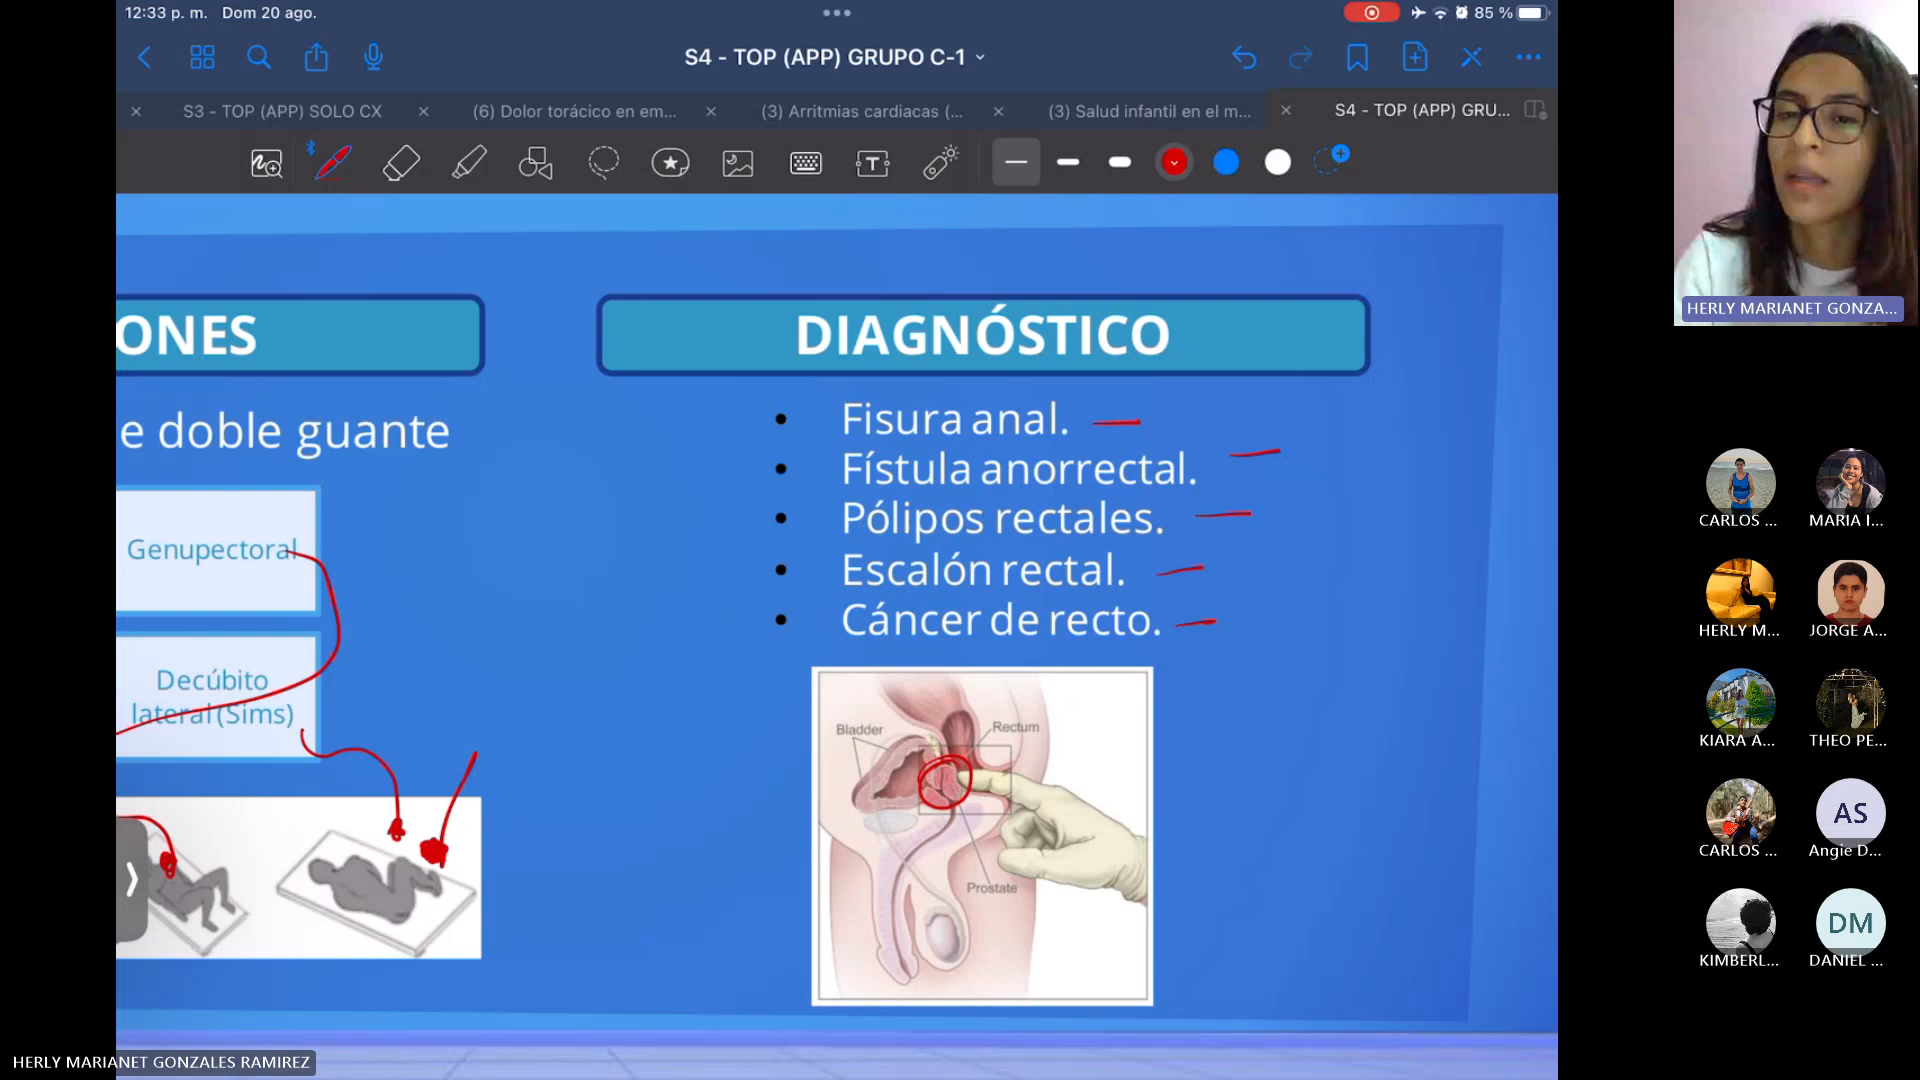 12:33 p. m. Dom 20 ago.
85 %
S4 - TOP (APP) GRUPO C-1
S3 - TOP (APP) SOLO CX
(6) Dolor torácico en em...
(3) Arritmias cardiacas (...
(3) Salud infantil en el m...
S4 - TOP (APP) GRU...
ONES
e doble guante
Genupectoral
Decúbito
lateral (Sims)
DIAGNÓSTICO
• Fisura anal.
• Fístula anorrectal.
• Pólipos rectales.
• Escalón rectal.
• Cáncer de recto.
Bladder
Rectum
Prostate
HERLY MARIANET GONZA...
CARLOS ...
MARIA I...
HERLY M...
JORGE A...
KIARA A...
THEO PE...
CARLOS ...
AS
Angie D...
KIMBERL...
DM
DANIEL ...
HERLY MARIANET GONZALES RAMIREZ